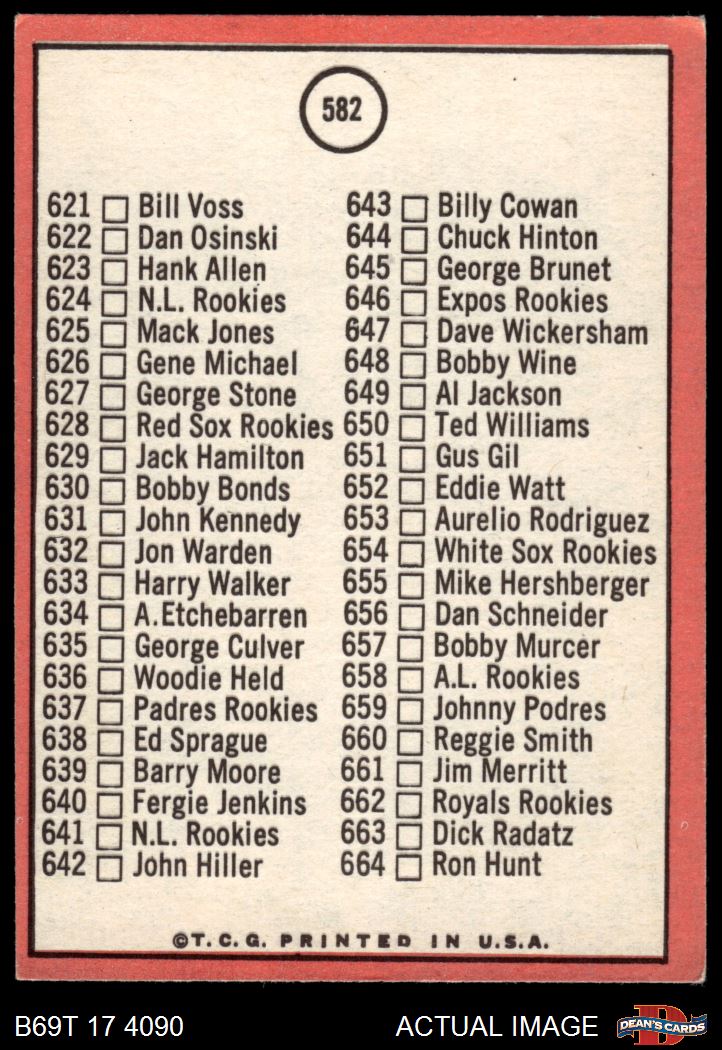 582
621 Bill Voss
622 Dan Osinski
623 Hank Allen
624 N.L. Rookies
625 Mack Jones
626 Gene Michael
627 George Stone
628 Red Sox Rookies
629 Jack Hamilton
630 Bobby Bonds
631 John Kennedy
632 Jon Warden
633 Harry Walker
634 A.Etchebarren
635 George Culver
636 Woodie Held
637 Padres Rookies
638 Ed Sprague
639 Barry Moore
640 Fergie Jenkins
641 N.L. Rookies
642 John Hiller
643 Billy Cowan
644 Chuck Hinton
645 George Brunet
646 Expos Rookies
647 Dave Wickersham
648 Bobby Wine
649 Al Jackson
650 Ted Williams
651 Gus Gil
652 Eddie Watt
653 Aurelio Rodriguez
654 White Sox Rookies
655 Mike Hershberger
656 Dan Schneider
657 Bobby Murcer
658 A.L. Rookies
659 Johnny Podres
660 Reggie Smith
661 Jim Merritt
662 Royals Rookies
663 Dick Radatz
664 Ron Hunt
©T.C.G. PRINTED IN U.S.A.
B69T 17 4090
ACTUAL IMAGE
D
DEAN'S CARDS